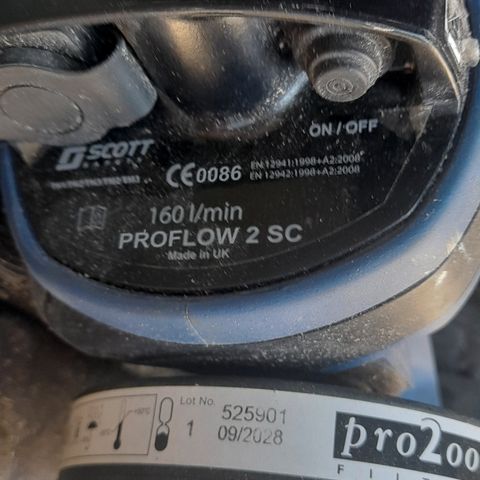 ON / OFF
SCOTT
CE0086
EN 12941:1998+A2:2008
EN 12942:1998+A2:2008
160 l/min
PROFLOW 2 SC
Made in UK
Lot No. 525901
1 09/2028
pro2000